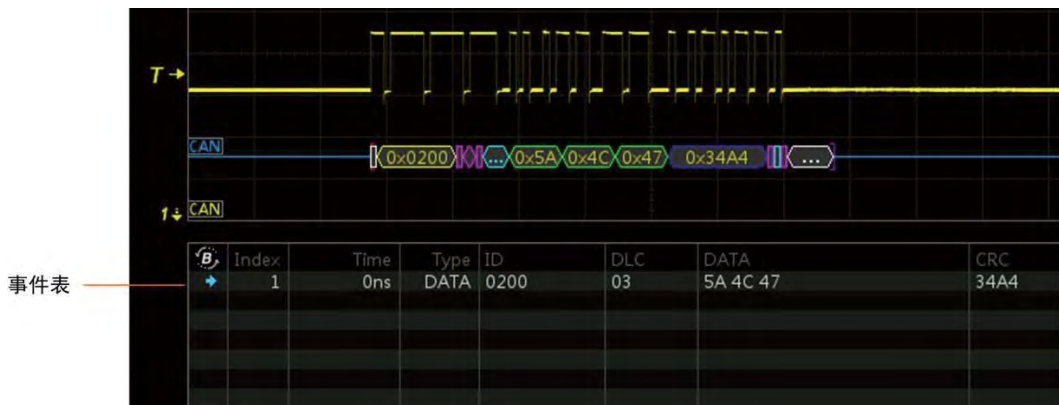 T
CAN
0x0200 ... 0x5A 0x4C 0x47 0x34A4 ...
1 CAN
B Index Time Type ID DLC DATA CRC
事件表 1 0ns DATA 0200 03 5A 4C 47 34A4